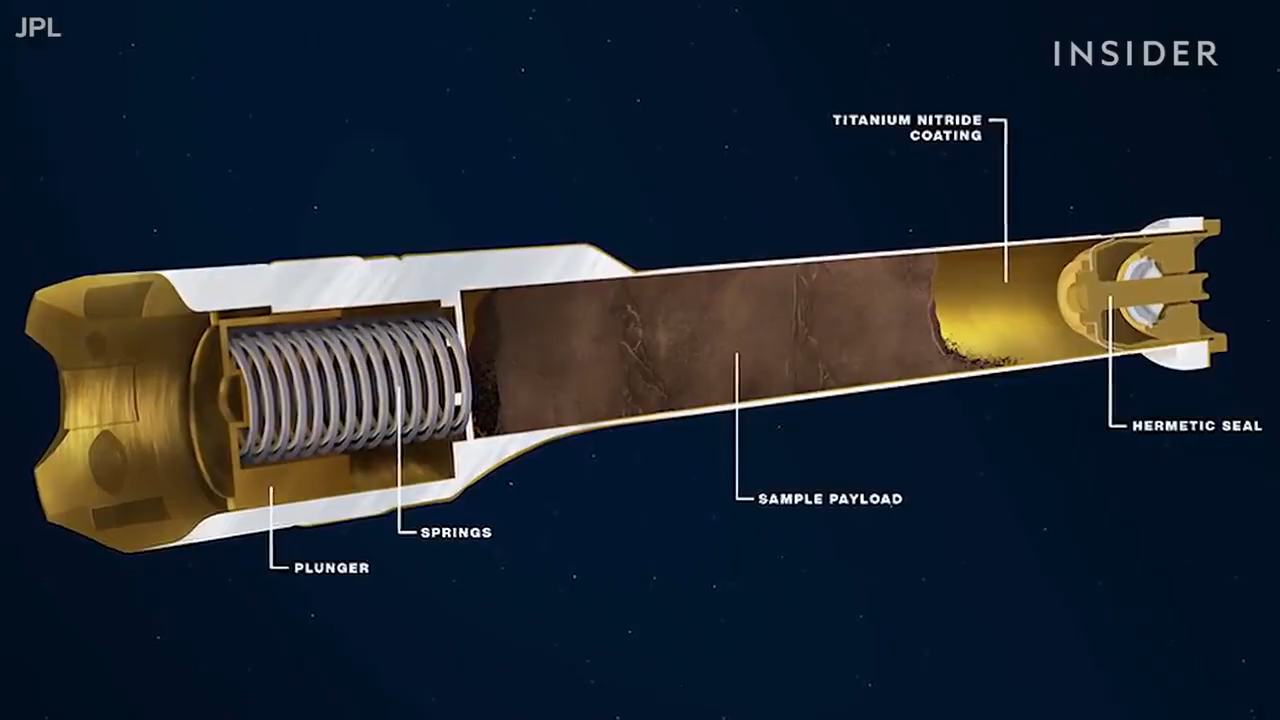 JPL
INSIDER
TITANIUM NITRIDE
COATING
HERMETIC SEAL
SAMPLE PAYLOAD
SPRINGS
PLUNGER